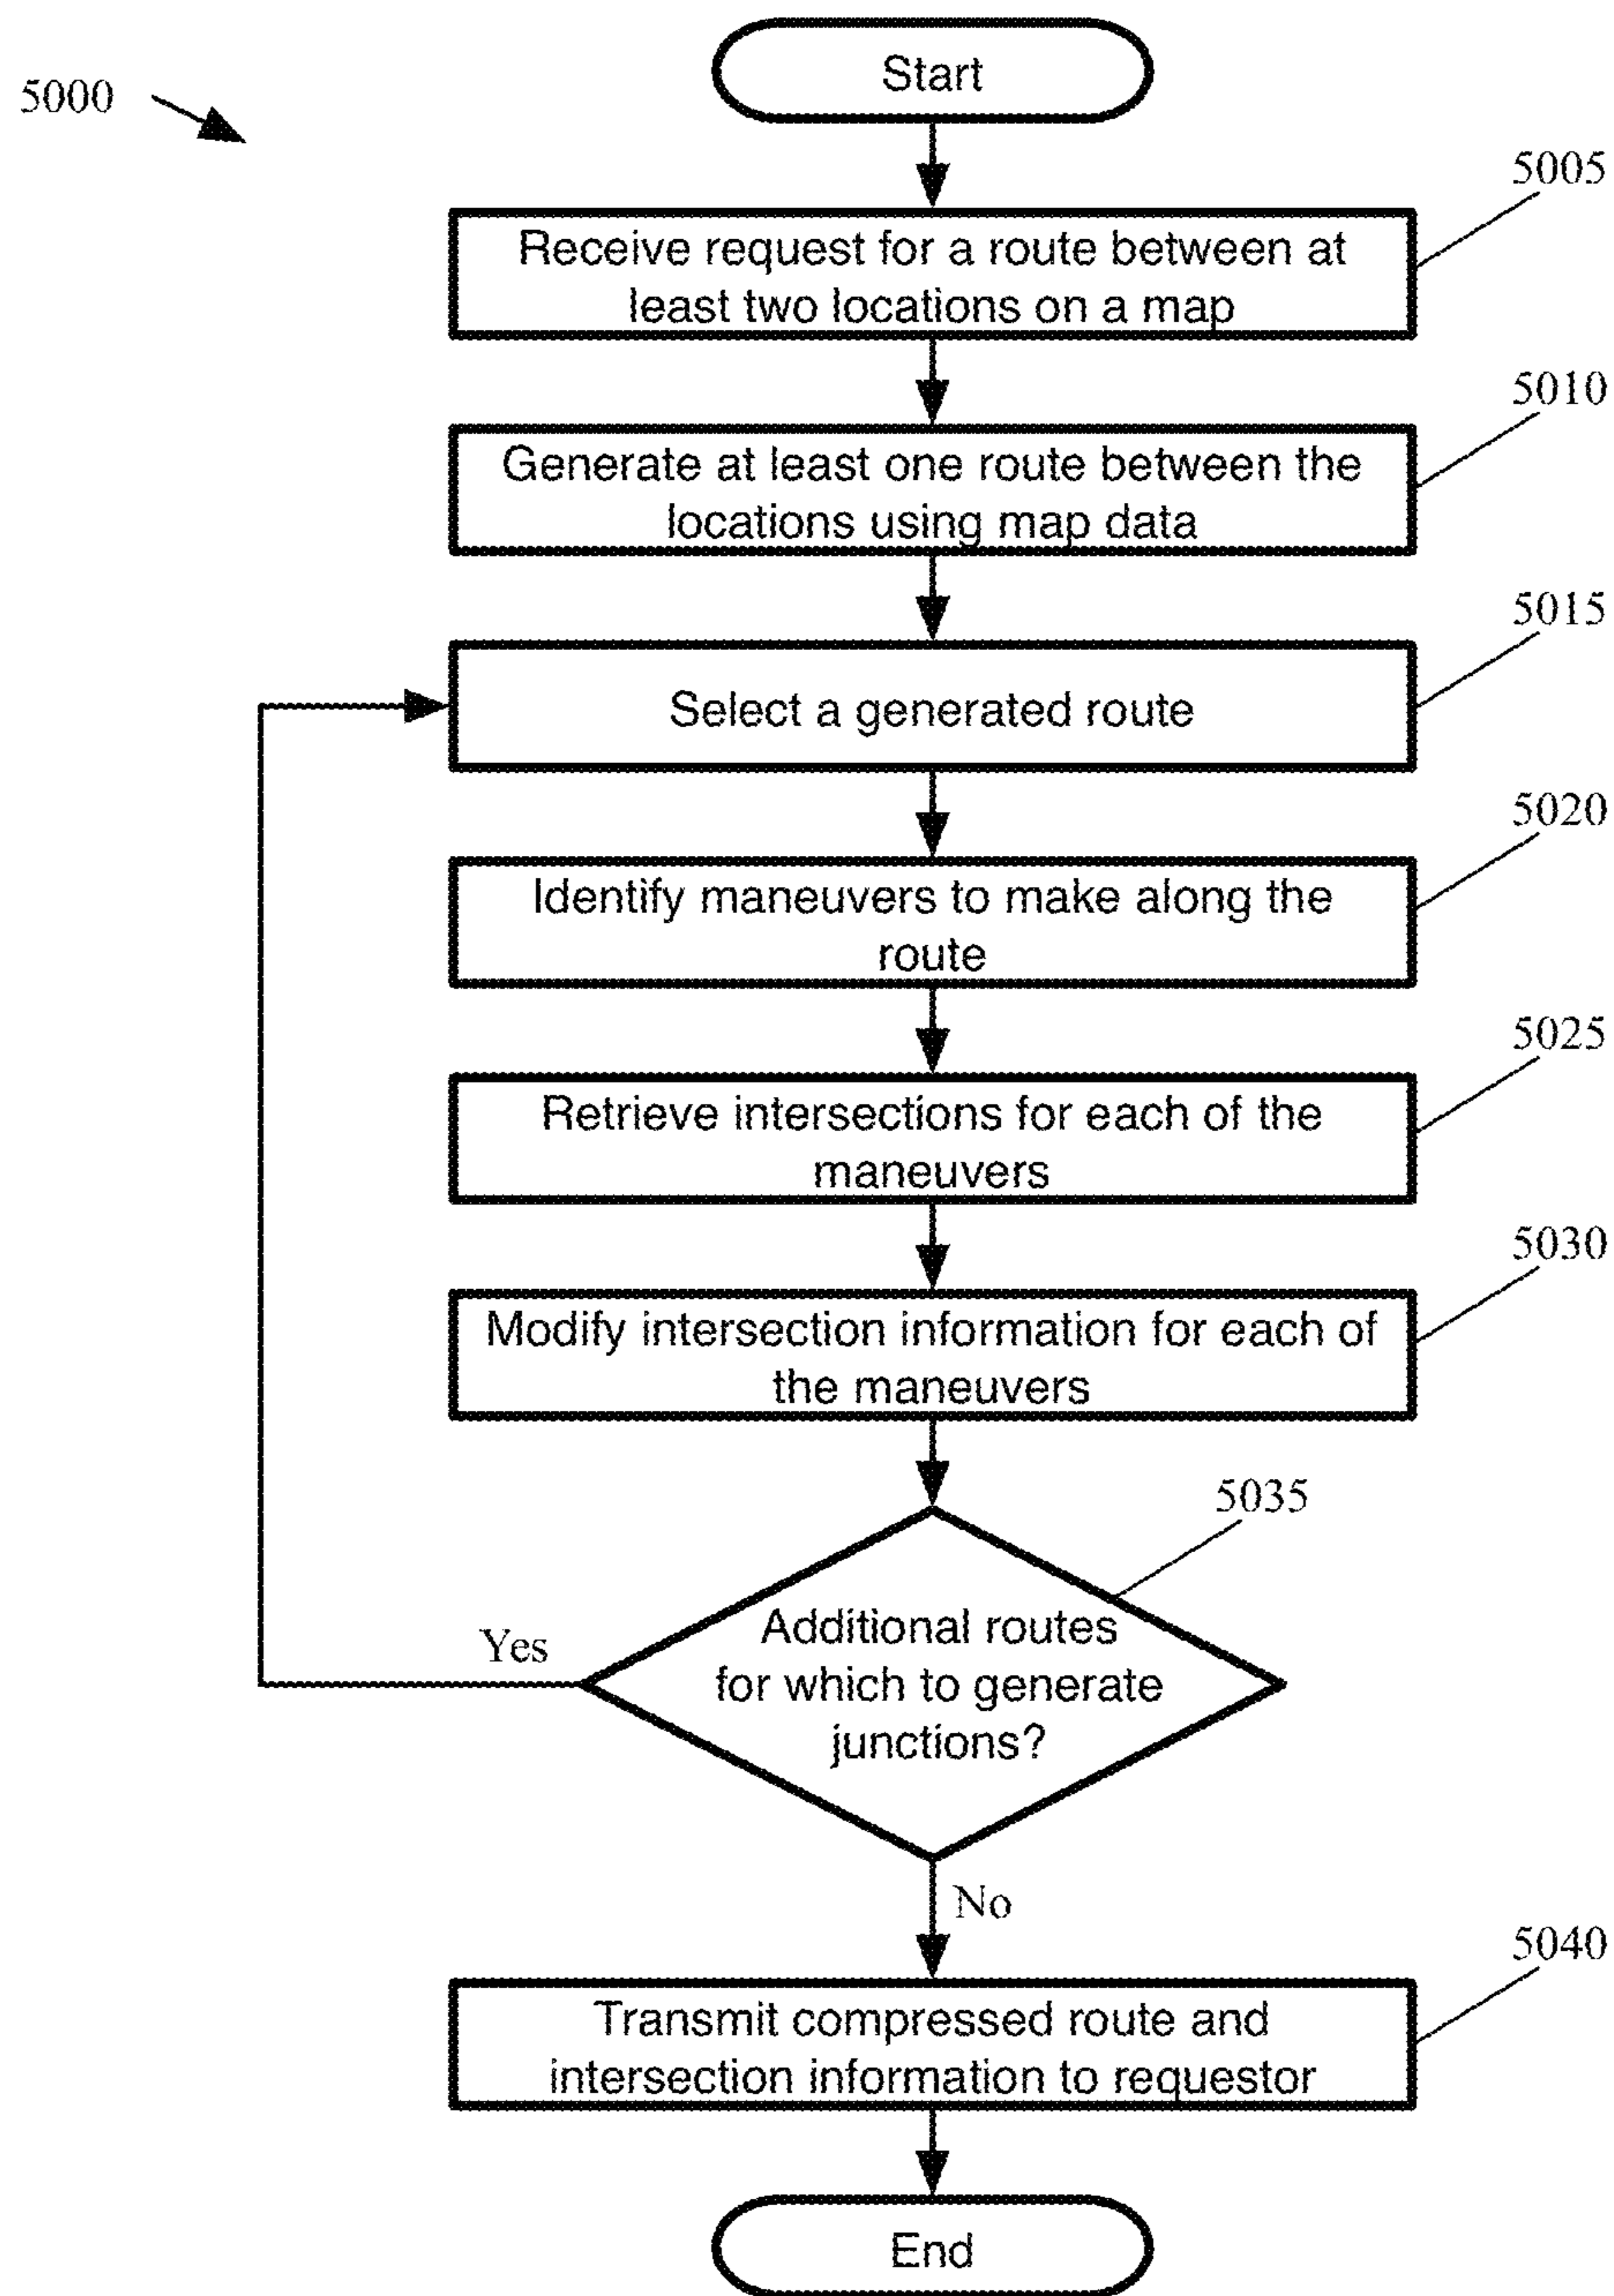 Start
5000
5005
Receive request for a route between at
least two locations on a map
5010
Generate at least one route between the
locations using map data
5015
Select a generated route
5020
Identify maneuvers to make along the
route
5025
Retrieve intersections for each of the
maneuvers
5030
Modify intersection information for each of
the maneuvers
5035
Additional routes
for which to generate
junctions?
Yes
No
5040
Transmit compressed route and
intersection information to requestor
End